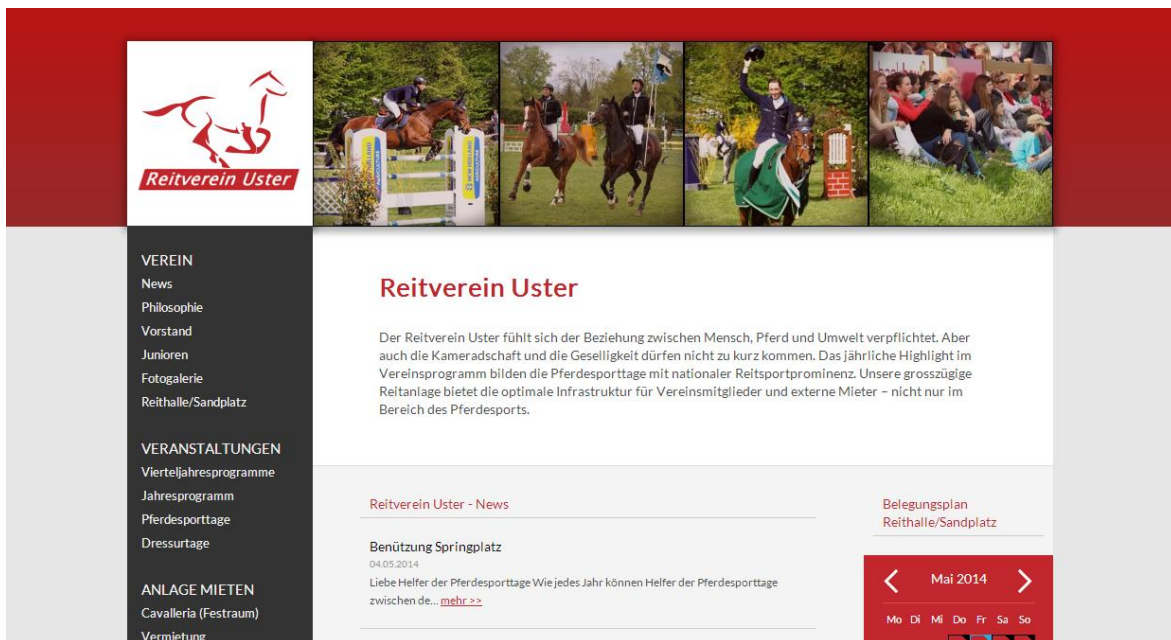 Reitverein Uster
VEREIN
News
Philosophie
Vorstand
Junioren
Fotogalerie
Reithalle/Sandplatz
VERANSTALTUNGEN
Vierteljahresprogramme
Jahresprogramm
Pferdesporttage
Dressurtage
ANLAGE MIETEN
Cavalleria (Festraum)
Vermietung
Reitverein Uster
Der Reitverein Uster fühlt sich der Beziehung zwischen Mensch, Pferd und Umwelt verpflichtet. Aber
auch die Kameradschaft und die Geselligkeit dürfen nicht zu kurz kommen. Das jährliche Highlight im
Vereinsprogramm bilden die Pferdesporttage mit nationaler Reitsportprominenz. Unsere grosszügige
Reitanlage bietet die optimale Infrastruktur für Vereinsmitglieder und externe Mieter – nicht nur im
Bereich des Pferdesports.
Reitverein Uster - News
Benützung Springplatz
04.05.2014
Liebe Helfer der Pferdesporttage Wie jedes Jahr können Helfer der Pferdesporttage
zwischen de... mehr >>
Belegungsplan
Reithalle/Sandplatz
Mai 2014
Mo Di Mi Do Fr Sa So